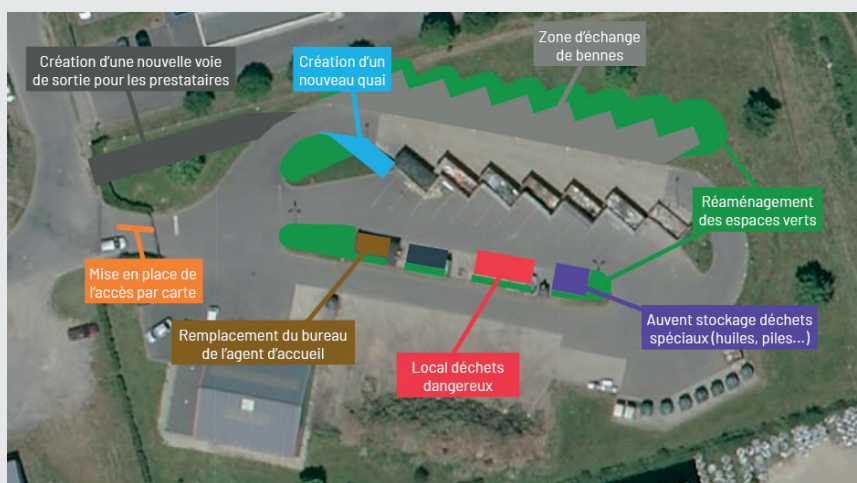 Création d'une nouvelle voie
de sortie pour les prestataires
Création d'un
nouveau quai
Zone d'échange
de bennes
Réaménagement
des espaces verts
Mise en place de
l'accès par carte
Remplacement du bureau
de l'agent d'accueil
Local déchets
dangereux
Auvent stockage déchets
spéciaux (huiles, piles...)